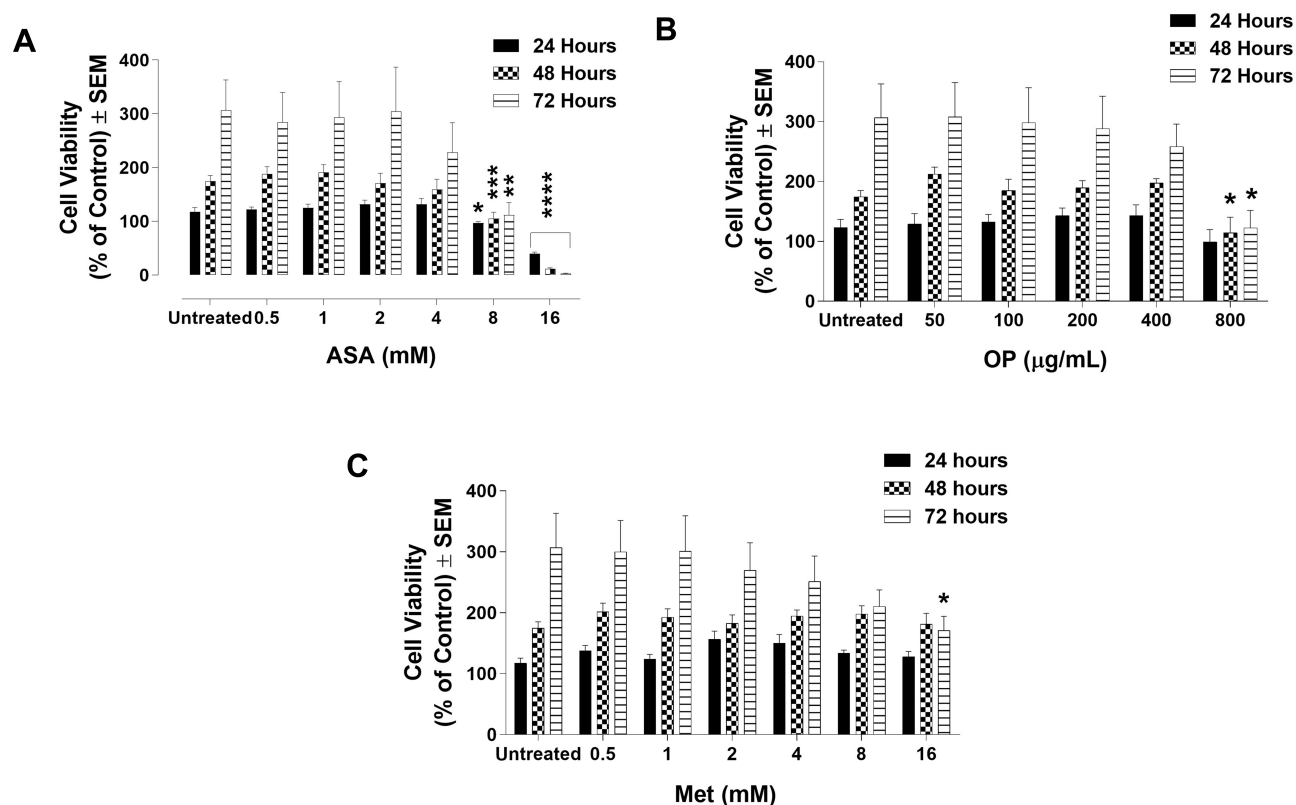 A
24 Hours
48 Hours
72 Hours
Cell Viability
(% of Control) ± SEM
400
300
200
100
0
*
***
**
****
Untreated 0.5 1 2 4 8 16
ASA (mM)
B
24 Hours
48 Hours
72 Hours
Cell Viability
(% of Control) ± SEM
400
300
200
100
0
* *
Untreated 50 100 200 400 800
OP (μg/mL)
C
24 hours
48 hours
72 hours
Cell Viability
(% of Control) ± SEM
400
300
200
100
0
*
Untreated 0.5 1 2 4 8 16
Met (mM)